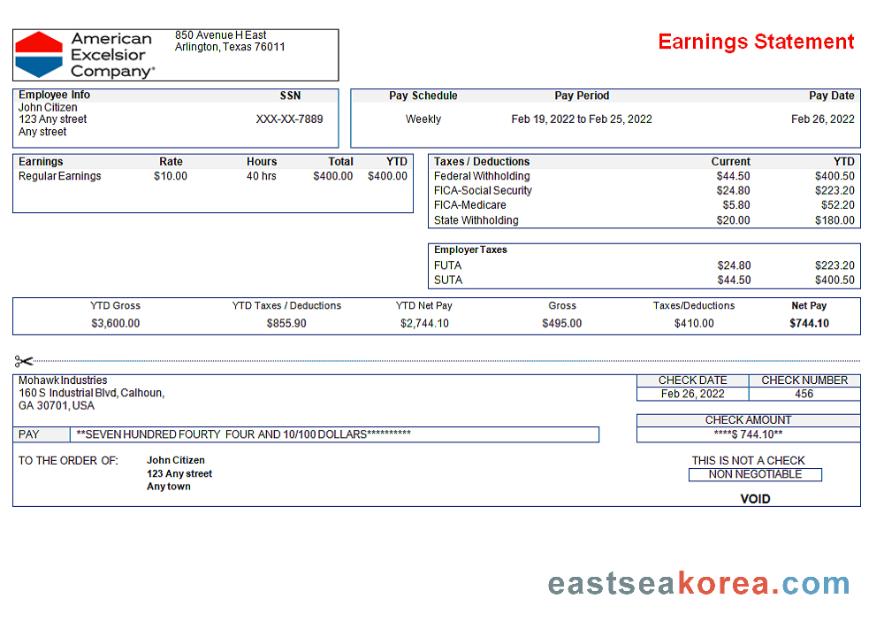 American
Excelsior
Company®
850 Avenue H East
Arlington, Texas 76011
Earnings Statement
Employee Info SSN
John Citizen
123 Any street XXX-XX-7889
Any street
Pay Schedule Pay Period Pay Date
Weekly Feb 19, 2022 to Feb 25, 2022 Feb 26, 2022
Earnings Rate Hours Total YTD
Regular Earnings $10.00 40 hrs $400.00 $400.00
Taxes / Deductions Current YTD
Federal Withholding $44.50 $400.50
FICA-Social Security $24.80 $223.20
FICA-Medicare $5.80 $52.20
State Withholding $20.00 $180.00
Employer Taxes
FUTA $24.80 $223.20
SUTA $44.50 $400.50
YTD Gross YTD Taxes / Deductions YTD Net Pay Gross Taxes/Deductions Net Pay
$3,600.00 $855.90 $2,744.10 $495.00 $410.00 $744.10
Mohawk Industries
160 S Industrial Blvd, Calhoun,
GA 30701, USA
CHECK DATE CHECK NUMBER
Feb 26, 2022 456
CHECK AMOUNT
****$ 744.10**
PAY **SEVEN HUNDRED FOURTY FOUR AND 10/100 DOLLARS**********
TO THE ORDER OF: John Citizen
123 Any street
Any town
THIS IS NOT A CHECK
NON NEGOTIABLE
VOID
eastseakorea.com